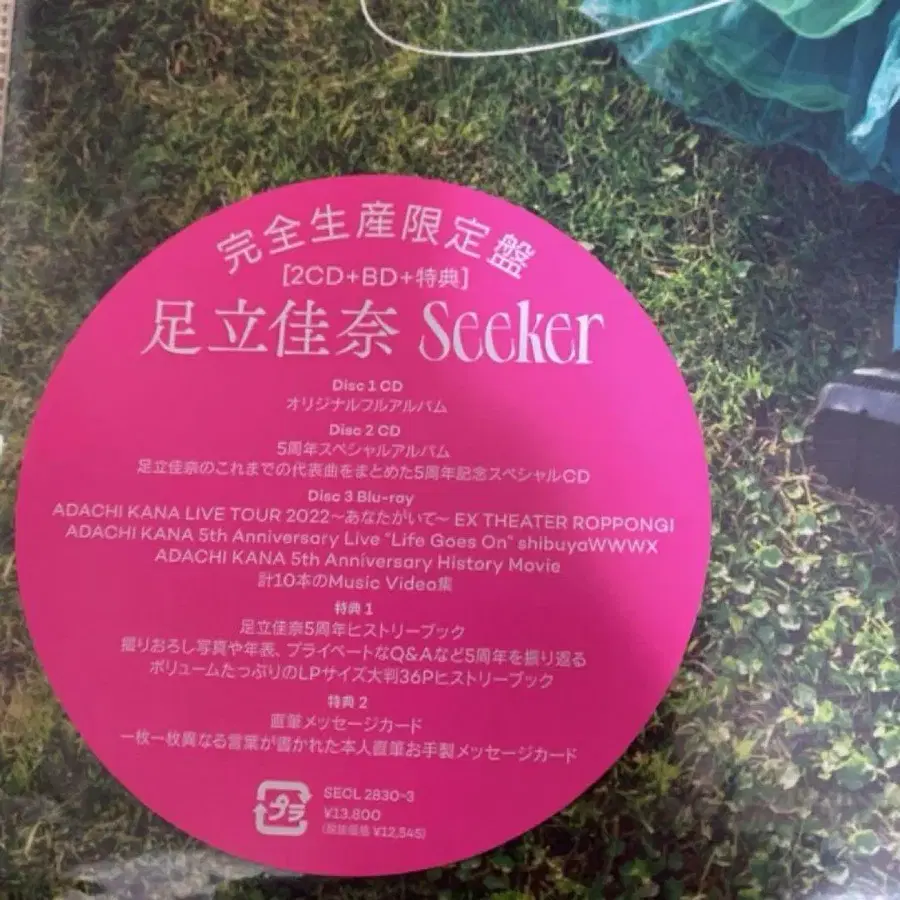 完全生産限定盤
[2CD+BD+特典]
足立佳奈 Seeker
Disc 1 CD
オリジナルフルアルバム
Disc 2 CD
5周年スペシャルアルバム
足立佳奈のこれまでの代表曲をまとめた5周年記念スペシャルCD
Disc 3 Blu-ray
ADACHI KANA LIVE TOUR 2022～あなたがいて～ EX THEATER ROPPONGI
ADACHI KANA 5th Anniversary Live "Life Goes On" shibuyaWWWX
ADACHI KANA 5th Anniversary History Movie
計10本のMusic Video集
特典 1
足立佳奈5周年ヒストリーブック
撮りおろし写真や年表、プライベートなQ&Aなど5周年を振り返る
ボリュームたっぷりのLPサイズ大判36Pヒストリーブック
特典 2
直筆メッセージカード
一枚一枚異なる言葉が書かれた本人直筆お手製メッセージカード
プラ
SECL 2830-3
¥13,800
(税抜価格 ¥12,545)